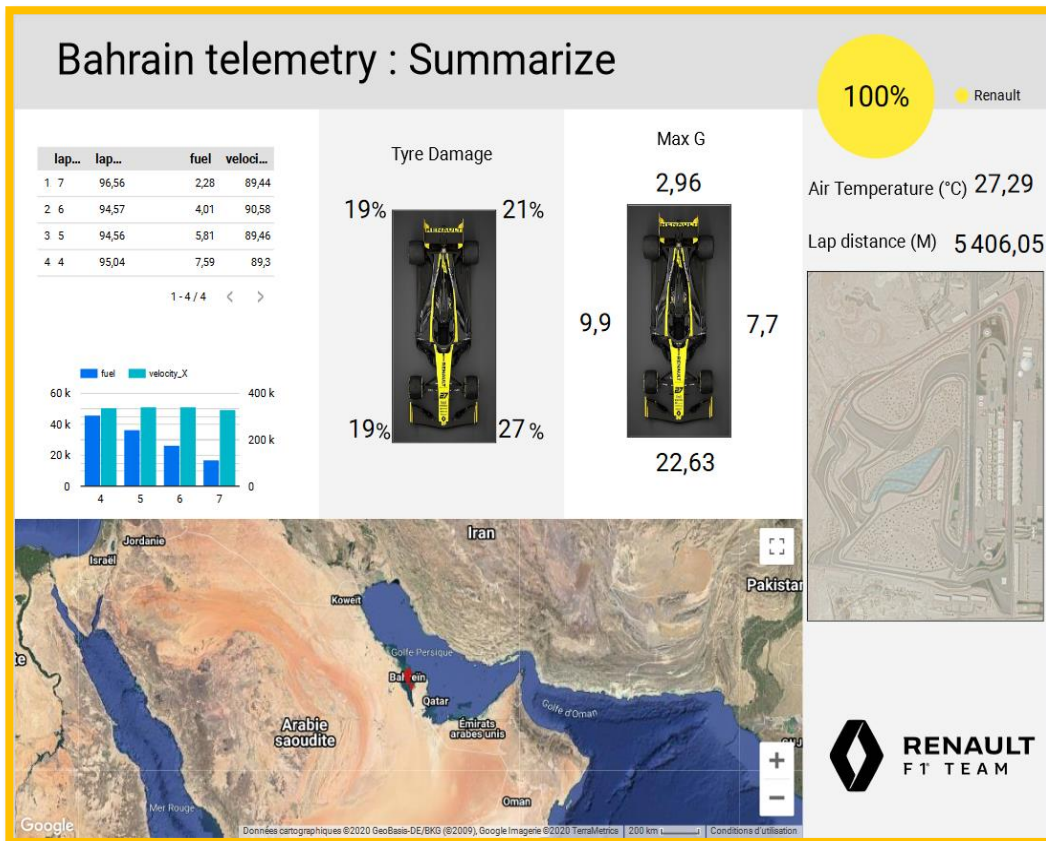 Bahrain telemetry : Summarize
100%
Renault
lap... lap... fuel veloci...
1 7 96,56 2,28 89,44
2 6 94,57 4,01 90,58
3 5 94,56 5,81 89,46
4 4 95,04 7,59 89,3
1 - 4 / 4 < >
fuel velocity_X
60 k 400 k
40 k
200 k
20 k
0 0
4 5 6 7
Tyre Damage
19% 21%
RENAULT
27
19% 27 %
Max G
2,96
RENAULT
9,9 7,7
27
22,63
Air Temperature (°C) 27,29
Lap distance (M) 5 406,05
Iran
Jordanie
Israël
Pakistan
Koweït
Golfe Persique
Bahreïn
Qatar
Golfe d'Oman
Émirats
arabes unis
Arabie
saoudite
Oman
Mer Rouge
+
−
Google
Données cartographiques ©2020 GeoBasis-DE/BKG (©2009), Google Imagerie ©2020 TerraMetrics 200 km Conditions d'utilisation
RENAULT
F1® TEAM